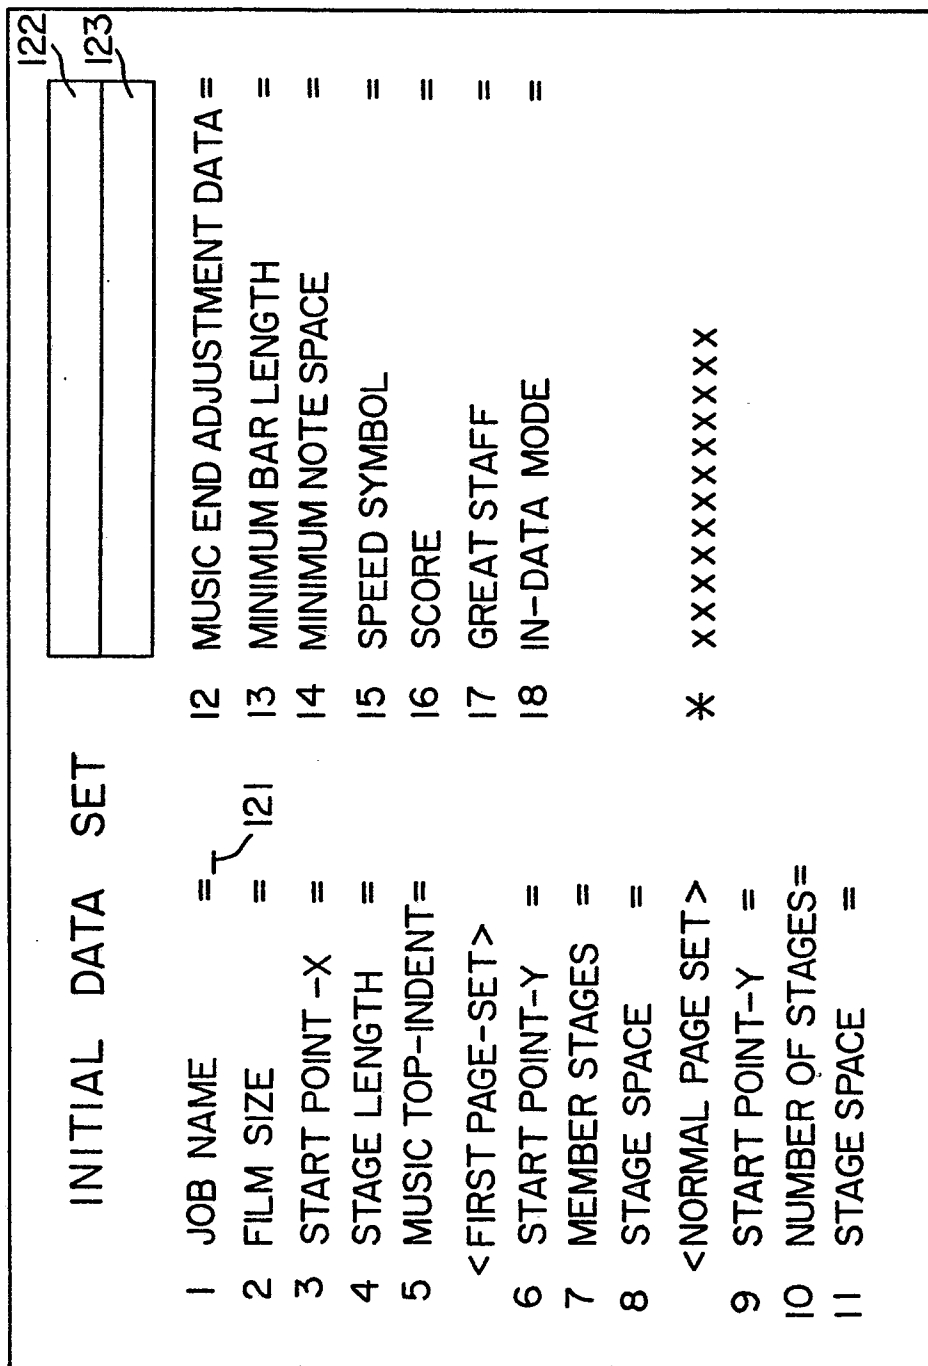 INITIAL DATA SET
122
123
1 JOB NAME =
121
2 FILM SIZE =
3 START POINT-X =
4 STAGE LENGTH =
5 MUSIC TOP-INDENT=
<FIRST PAGE-SET>
6 START POINT-Y =
7 MEMBER STAGES =
8 STAGE SPACE =
<NORMAL PAGE SET>
9 START POINT-Y =
10 NUMBER OF STAGES=
11 STAGE SPACE =
12 MUSIC END ADJUSTMENT DATA =
13 MINIMUM BAR LENGTH =
14 MINIMUM NOTE SPACE =
15 SPEED SYMBOL =
16 SCORE =
17 GREAT STAFF =
18 IN-DATA MODE =
* XXXXXXXXXXXXXX